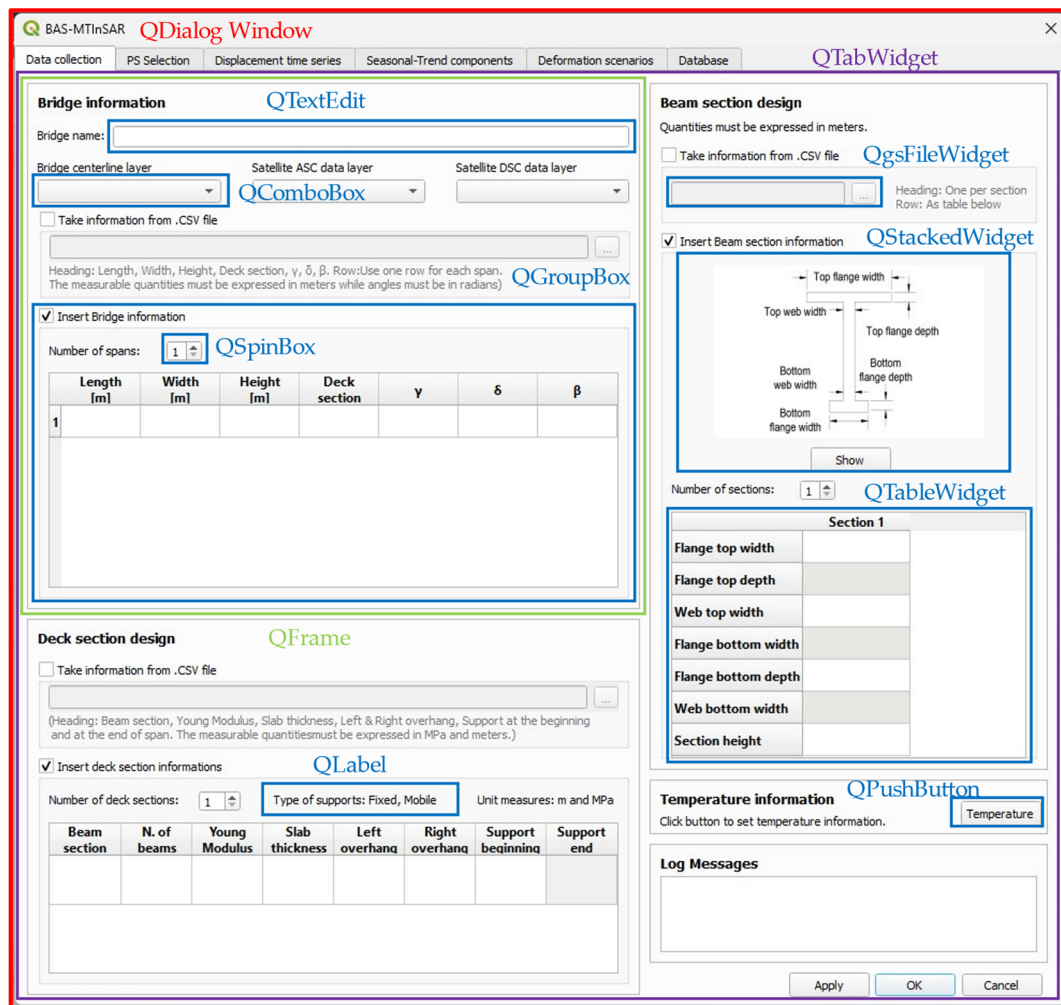 BAS-MTInSAR QDialog Window
Data collection PS Selection Displacement time series Seasonal-Trend components Deformation scenarios Database QTabWidget
Bridge information QTextEdit
Bridge name:
Bridge centerline layer Satellite ASC data layer Satellite DSC data layer
QComboBox
Take information from .CSV file
...
Heading: Length, Width, Height, Deck section, γ, δ, β. Row:Use one row for each span.
The measurable quantities must be expressed in meters while angles must be in radians)
QGroupBox
Insert Bridge information
Number of spans: 1 QSpinBox
Length [m] Width [m] Height [m] Deck section γ δ β
1
Deck section design QFrame
Take information from .CSV file
...
(Heading: Beam section, Young Modulus, Slab thickness, Left & Right overhang, Support at the beginning
and at the end of span. The measurable quantitiesmust be expressed in MPa and meters.)
Insert deck section informations QLabel
Number of deck sections: 1 Type of supports: Fixed, Mobile Unit measures: m and MPa
Beam section N. of beams Young Modulus Slab thickness Left overhang Right overhang Support beginning Support end
Beam section design
Quantities must be expressed in meters.
Take information from .CSV file QgsFileWidget
...
Heading: One per section
Row: As table below
Insert Beam section information QStackedWidget
Top flange width
Top web width
Top flange depth
Bottom web width
Bottom flange depth
Bottom flange width
Show
Number of sections: 1 QTableWidget
Section 1
Flange top width
Flange top depth
Web top width
Flange bottom width
Flange bottom depth
Web bottom width
Section height
QPushButton
Temperature information
Click button to set temperature information.
Temperature
Log Messages
Apply OK Cancel